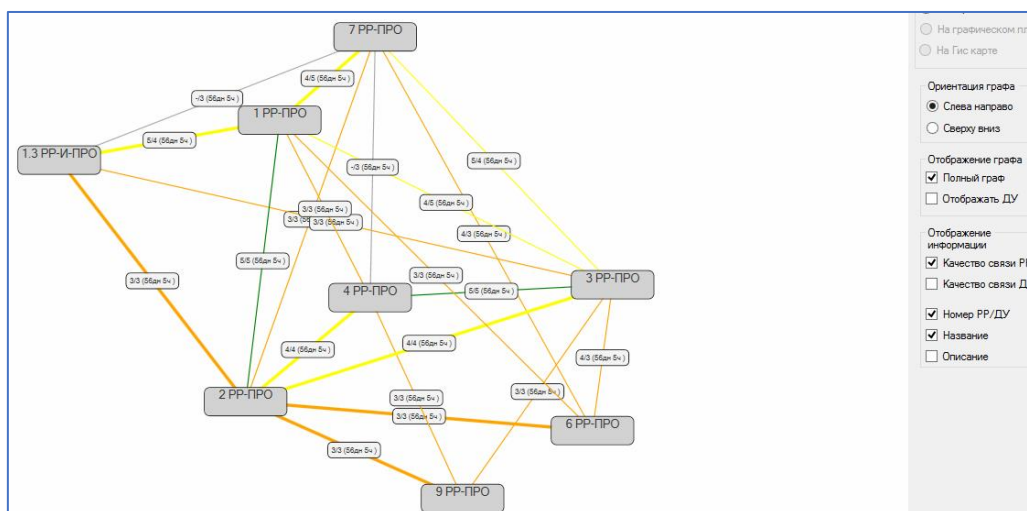 7 РР-ПРО
4/5 (56дн 5ч )
-/3 (56дн 5ч )
1 РР-ПРО
5/4 (56дн 5ч )
1.3 РР-И-ПРО
-/3 (56дн 5ч )
5/4 (56дн 5ч )
4/5 (56дн 5ч )
3/3 (56дн 5ч )
3/3 (56дн 5ч )
4/3 (56дн 5ч )
5/5 (56дн 5ч )
3/3 (56дн 5ч )
3/3 (56дн 5ч )
3 РР-ПРО
4 РР-ПРО
5/5 (56дн 5ч )
4/4 (56дн 5ч )
4/4 (56дн 5ч )
4/3 (56дн 5ч )
2 РР-ПРО
3/3 (56дн 5ч )
3/3 (56дн 5ч )
3/3 (56дн 5ч )
6 РР-ПРО
3/3 (56дн 5ч )
9 РР-ПРО
На графическом
На Гис карте
Ориентация графа
Слева направо
Сверху вниз
Отображение графа
Полный граф
Отображать ДУ
Отображение
информации
Качество связи
Качество связи
Номер РР/ДУ
Название
Описание